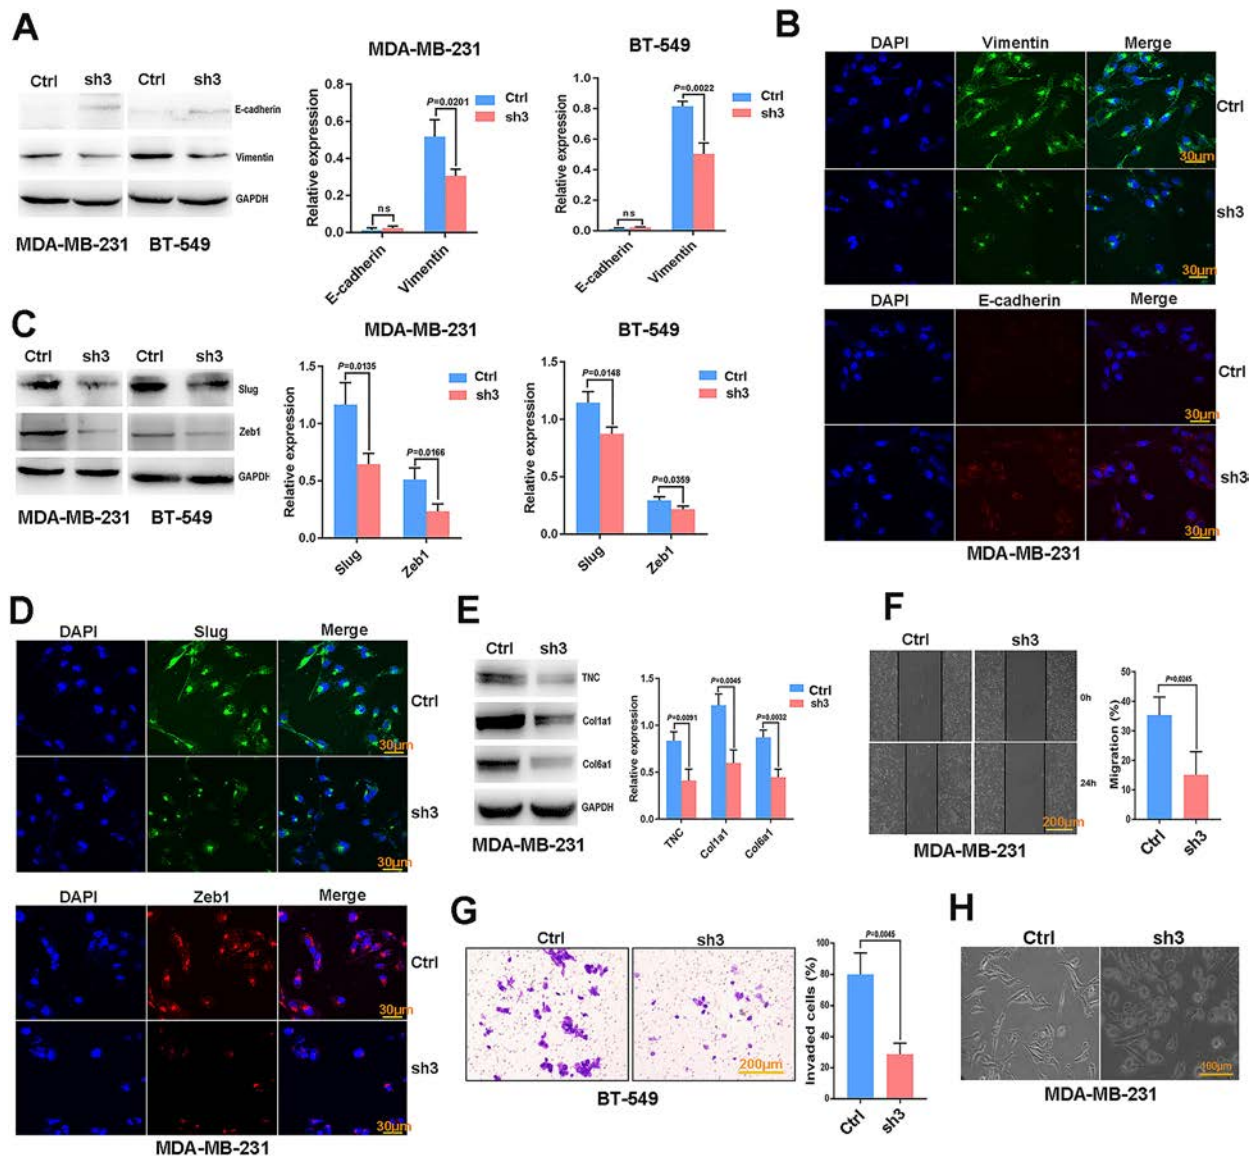 A
MDA-MB-231
BT-549
Ctrl sh3 Ctrl sh3
E-cadherin
Vimentin
GAPDH
MDA-MB-231 BT-549
Relative expression
0.8
0.6
0.4
0.2
0.0
P=0.0201
ns
Ctrl
sh3
E-cadherin
Vimentin
Relative expression
1.0
0.8
0.6
0.4
0.2
0.0
P=0.0022
ns
Ctrl
sh3
E-cadherin
Vimentin
B
DAPI Vimentin Merge
Ctrl
30μm
sh3
30μm
DAPI E-cadherin Merge
Ctrl
30μm
sh3
30μm
MDA-MB-231
C
MDA-MB-231
BT-549
Ctrl sh3 Ctrl sh3
Slug
Zeb1
GAPDH
MDA-MB-231 BT-549
Relative expression
1.5
1.0
0.5
0.0
P=0.0135
P=0.0166
Ctrl
sh3
Slug
Zeb1
Relative expression
1.5
1.0
0.5
0.0
P=0.0148
P=0.0359
Ctrl
sh3
Slug
Zeb1
D
DAPI Slug Merge
Ctrl
30μm
sh3
30μm
DAPI Zeb1 Merge
Ctrl
30μm
sh3
30μm
MDA-MB-231
E
Ctrl sh3
TNC
Col1a1
Col6a1
GAPDH
MDA-MB-231
Relative expression
1.5
1.0
0.5
0.0
P=0.0091
P=0.0045
P=0.0032
Ctrl
sh3
TNC
Col1a1
Col6a1
F
Ctrl sh3
0h
24h
200μm
MDA-MB-231
Migration (%)
50
40
30
20
10
0
P=0.0245
Ctrl
sh3
G
Ctrl sh3
200μm
BT-549
Invaded cells (%)
100
80
60
40
20
0
P=0.0045
Ctrl
sh3
H
Ctrl sh3
100μm
MDA-MB-231